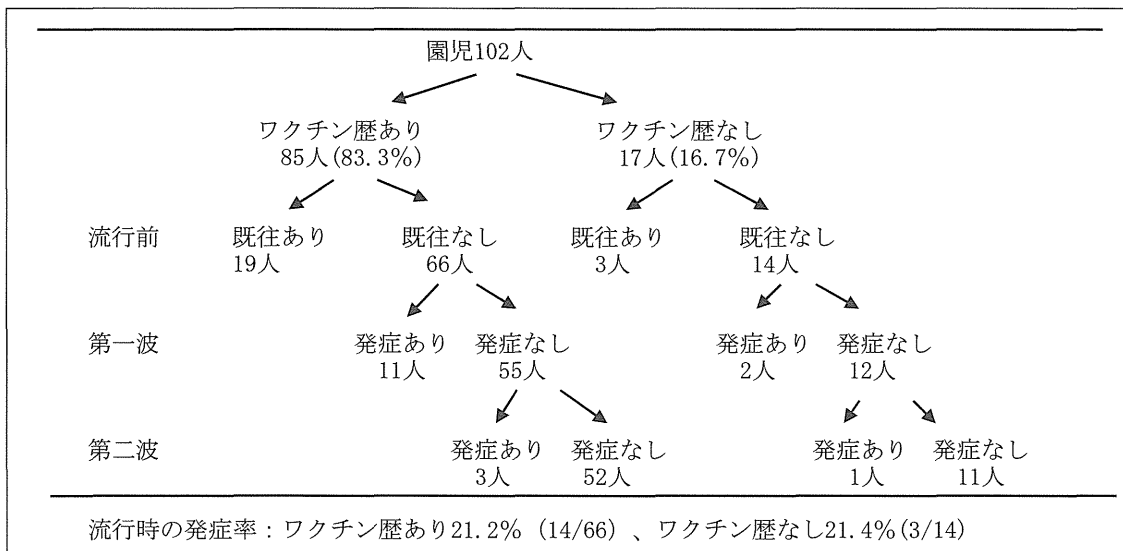 園児102人
ワクチン歴あり ワクチン歴なし
85人(83.3%) 17人(16.7%)
流行前 既往あり 既往なし 既往あり 既往なし
19人 66人 3人 14人
第一波 発症あり 発症なし 発症あり 発症なし
11人 55人 2人 12人
第二波 発症あり 発症なし 発症あり 発症なし
3人 52人 1人 11人
流行時の発症率：ワクチン歴あり21.2% (14/66) 、ワクチン歴なし21.4%(3/14)